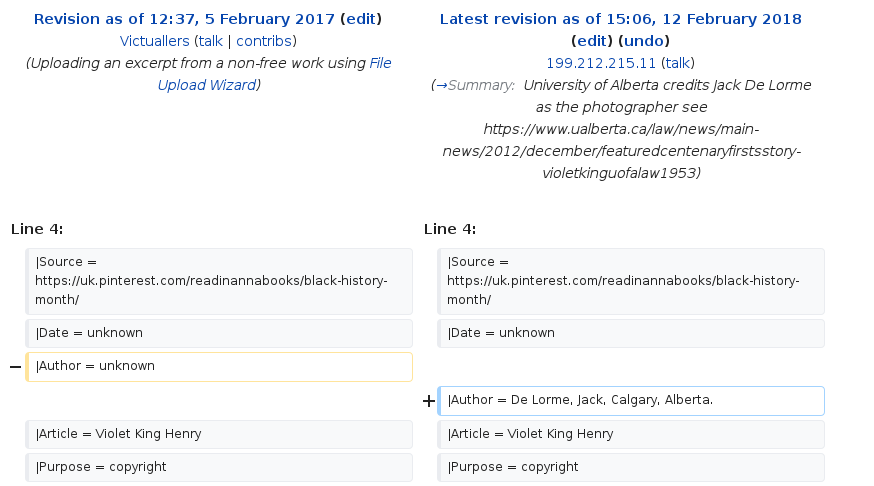 Revision as of 12:37, 5 February 2017 (edit)
Victuallers (talk | contribs)
(Uploading an excerpt from a non-free work using File
Upload Wizard)
Latest revision as of 15:06, 12 February 2018
(edit) (undo)
199.212.215.11 (talk)
(→Summary: University of Alberta credits Jack De Lorme
as the photographer see
https://www.ualberta.ca/law/news/main-
news/2012/december/featuredcentenaryfirstsstory-
violetkinguofalaw1953)
Line 4:
Line 4:
|Source =
https://uk.pinterest.com/readinannabooks/black-history-
month/
|Source =
https://uk.pinterest.com/readinannabooks/black-history-
month/
|Date = unknown
|Date = unknown
− |Author = unknown
+ |Author = De Lorme, Jack, Calgary, Alberta.
|Article = Violet King Henry
|Article = Violet King Henry
|Purpose = copyright
|Purpose = copyright